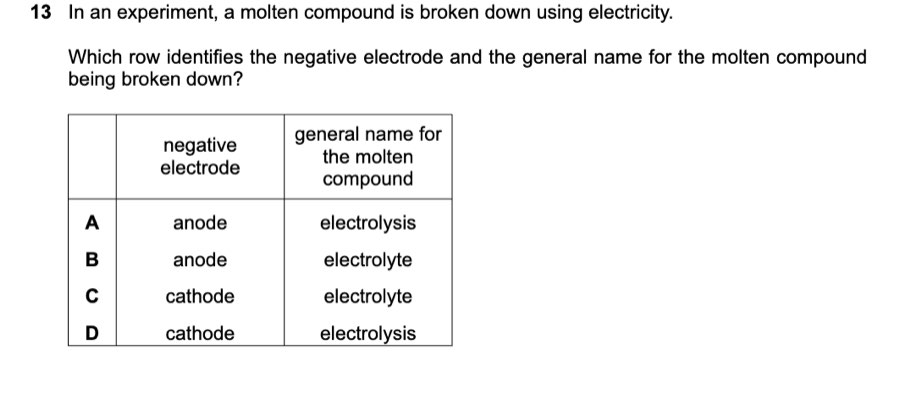 13 In an experiment, a molten compound is broken down using electricity.
Which row identifies the negative electrode and the general name for the molten compound
being broken down?
negative
electrode
general name for
the molten
compound
A anode electrolysis
B anode electrolyte
C cathode electrolyte
D cathode electrolysis